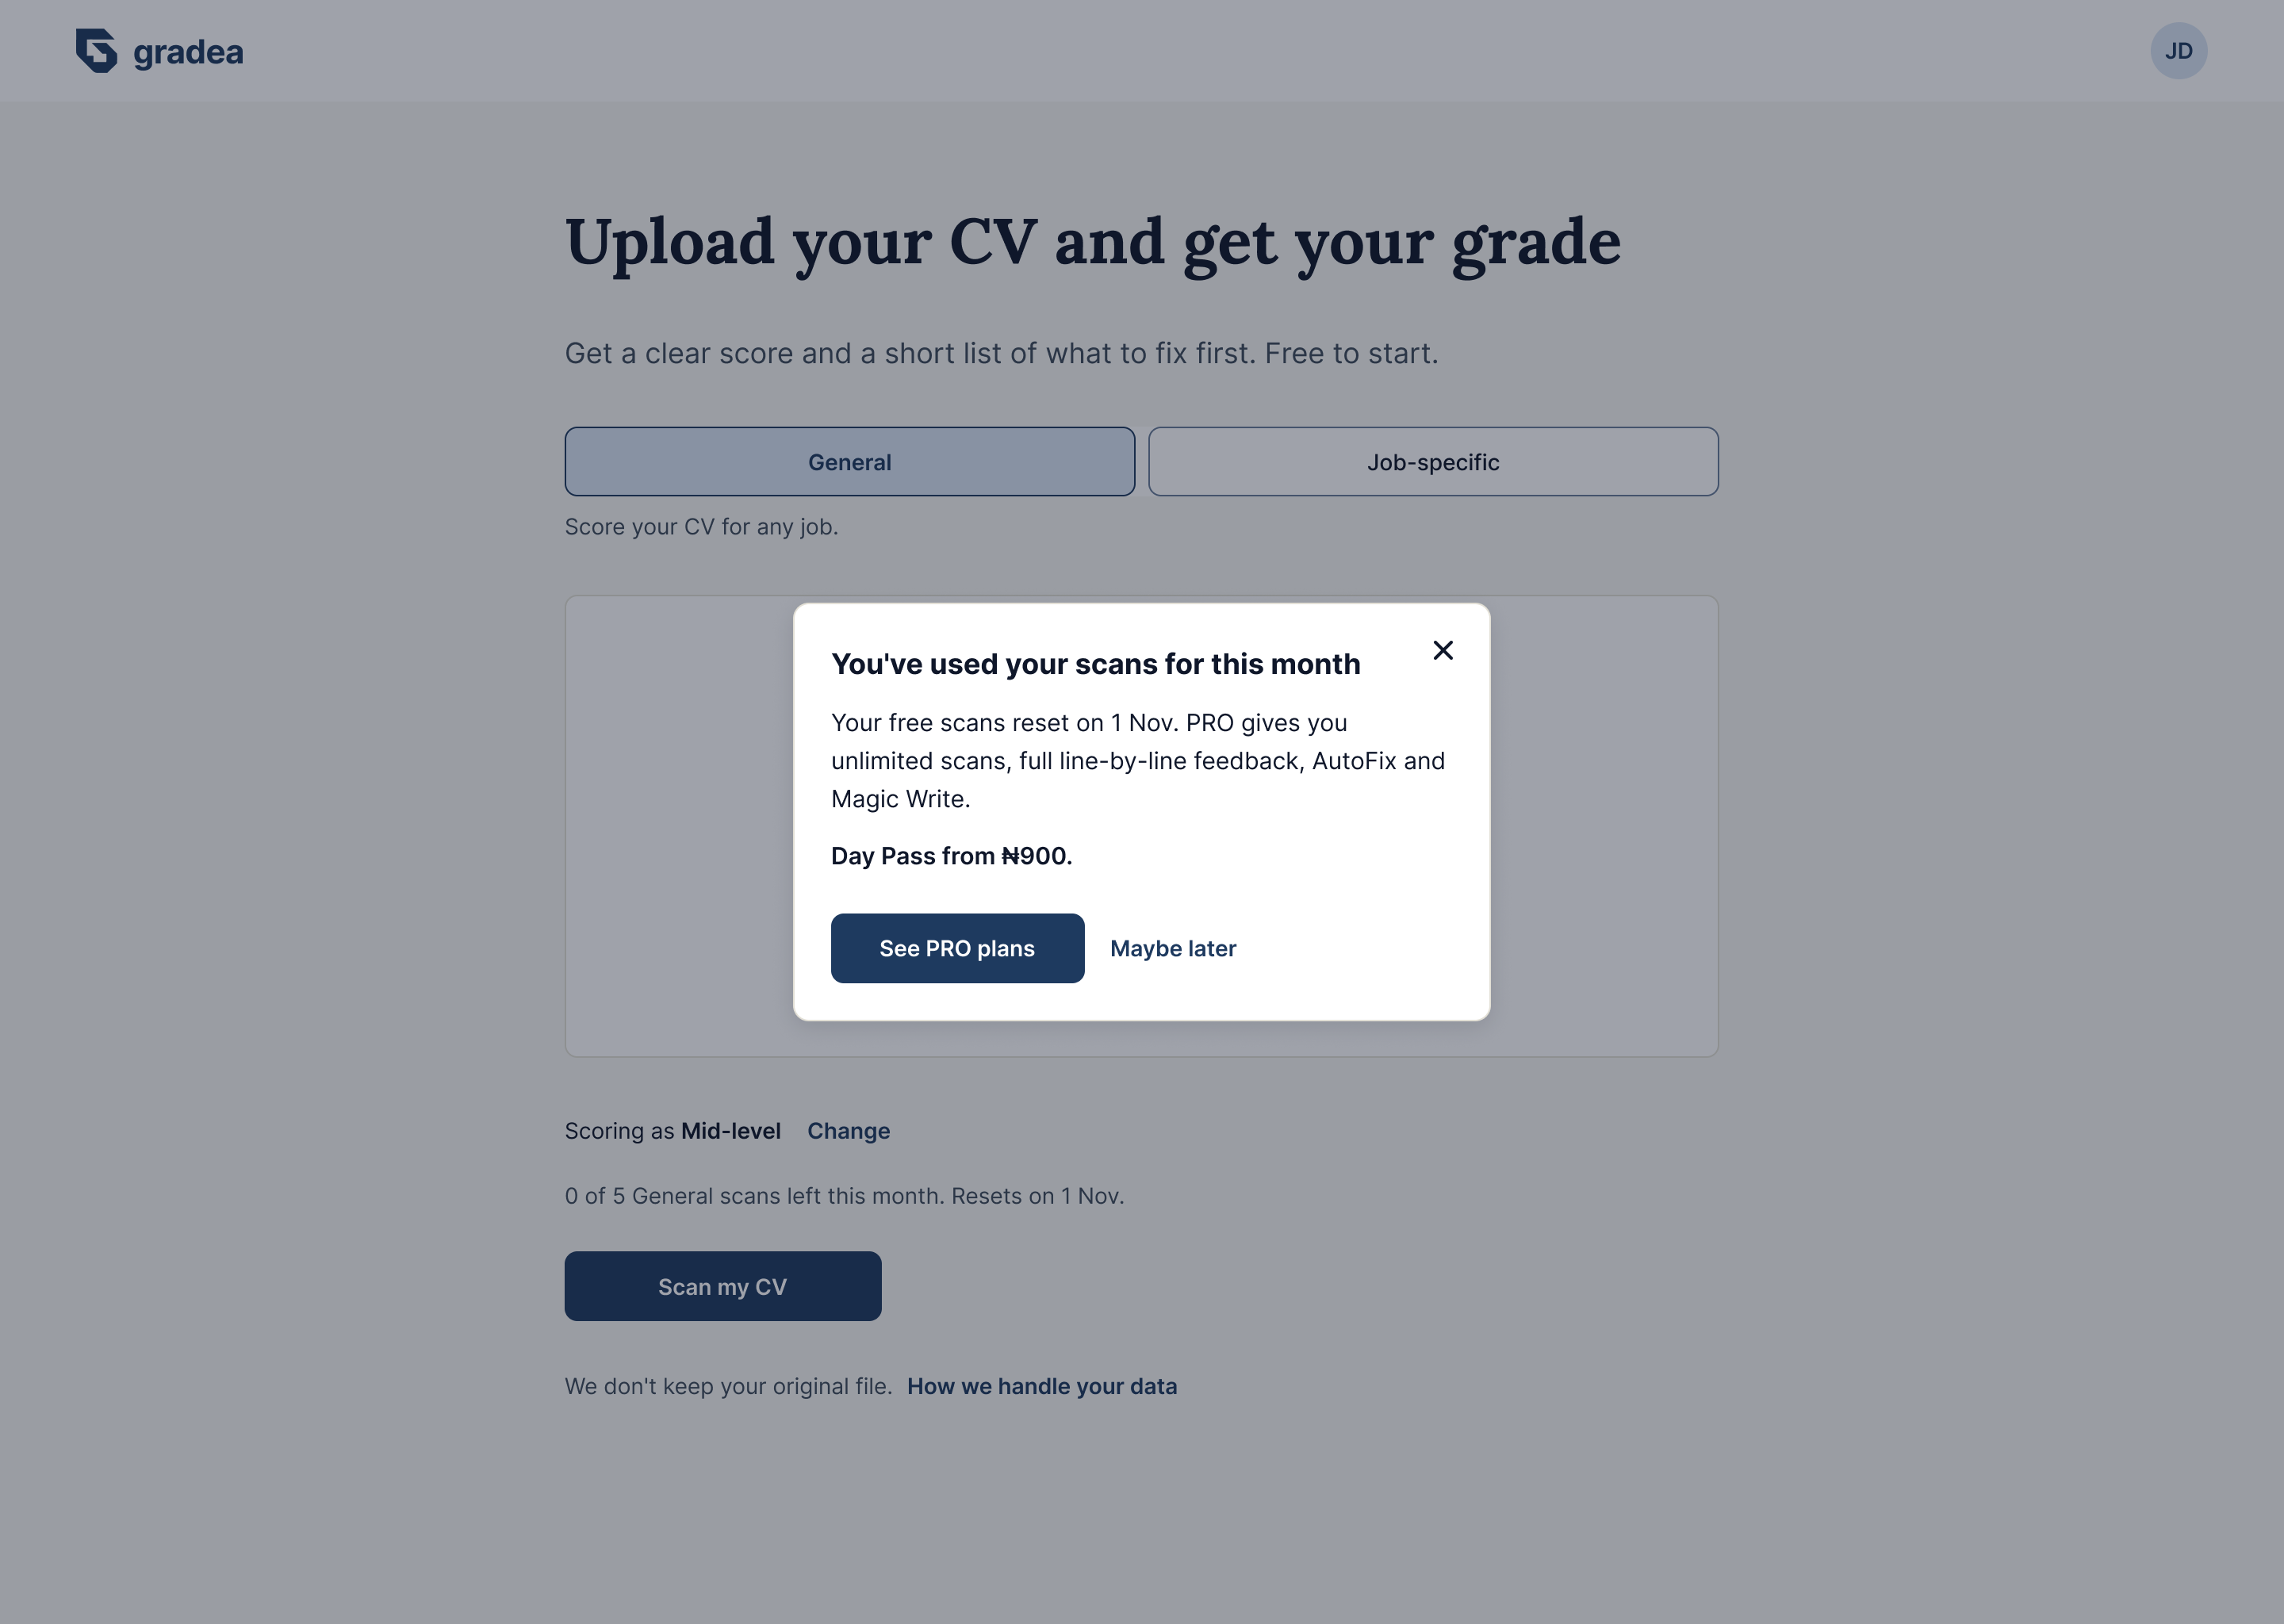 gradea
JD
Upload your CV and get your grade
Get a clear score and a short list of what to fix first. Free to start.
General
Job-specific
Score your CV for any job.
You've used your scans for this month
Your free scans reset on 1 Nov. PRO gives you
unlimited scans, full line-by-line feedback, AutoFix and
Magic Write.
Day Pass from ₦900.
See PRO plans
Maybe later
Scoring as Mid-level Change
0 of 5 General scans left this month. Resets on 1 Nov.
Scan my CV
We don't keep your original file. How we handle your data